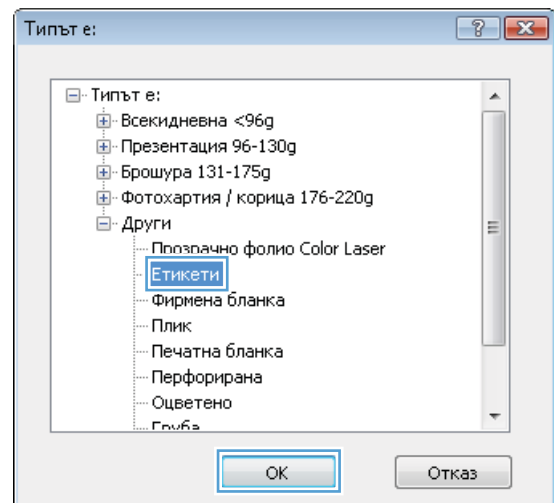 Типът е:
Типът е:
Всекидневна <96g
Презентация 96-130g
Брошура 131-175g
Фотохартия / корица 176-220g
Други
Прозрачно фолио Color Laser
Етикети
Фирмена бланка
Плик
Печатна бланка
Перфорирана
Оцветено
Груба
OK
Отказ